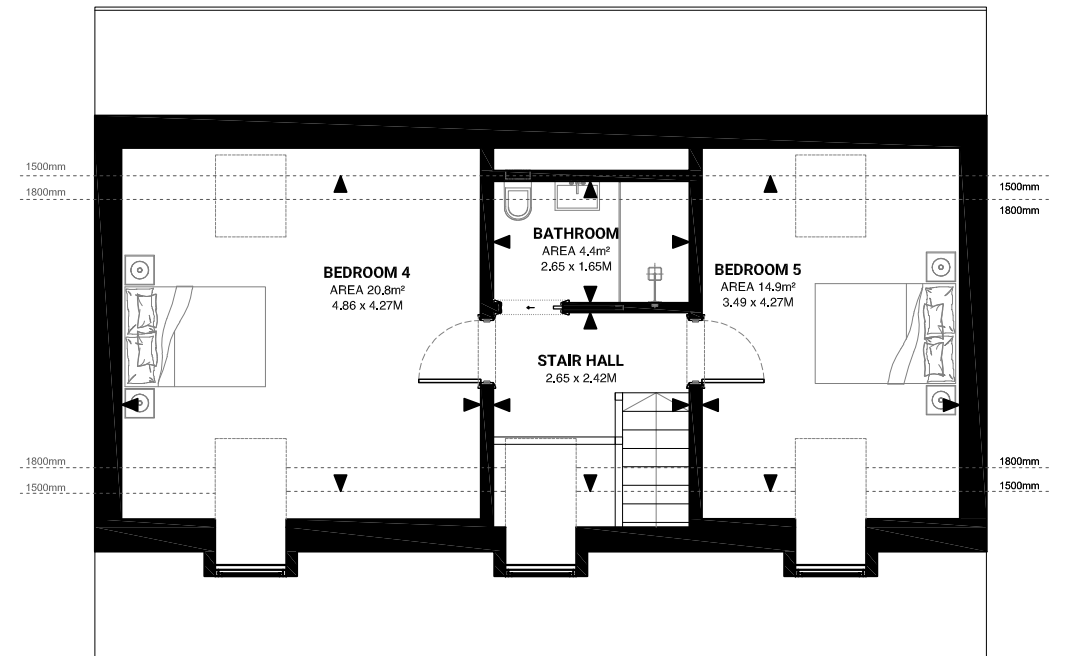 1500mm
1800mm
1500mm
1800mm
BATHROOM
AREA 4.4m²
2.65 x 1.65M
BEDROOM 4
AREA 20.8m²
4.86 x 4.27M
BEDROOM 5
AREA 14.9m²
3.49 x 4.27M
STAIR HALL
2.65 x 2.42M
1800mm
1500mm
1800mm
1500mm